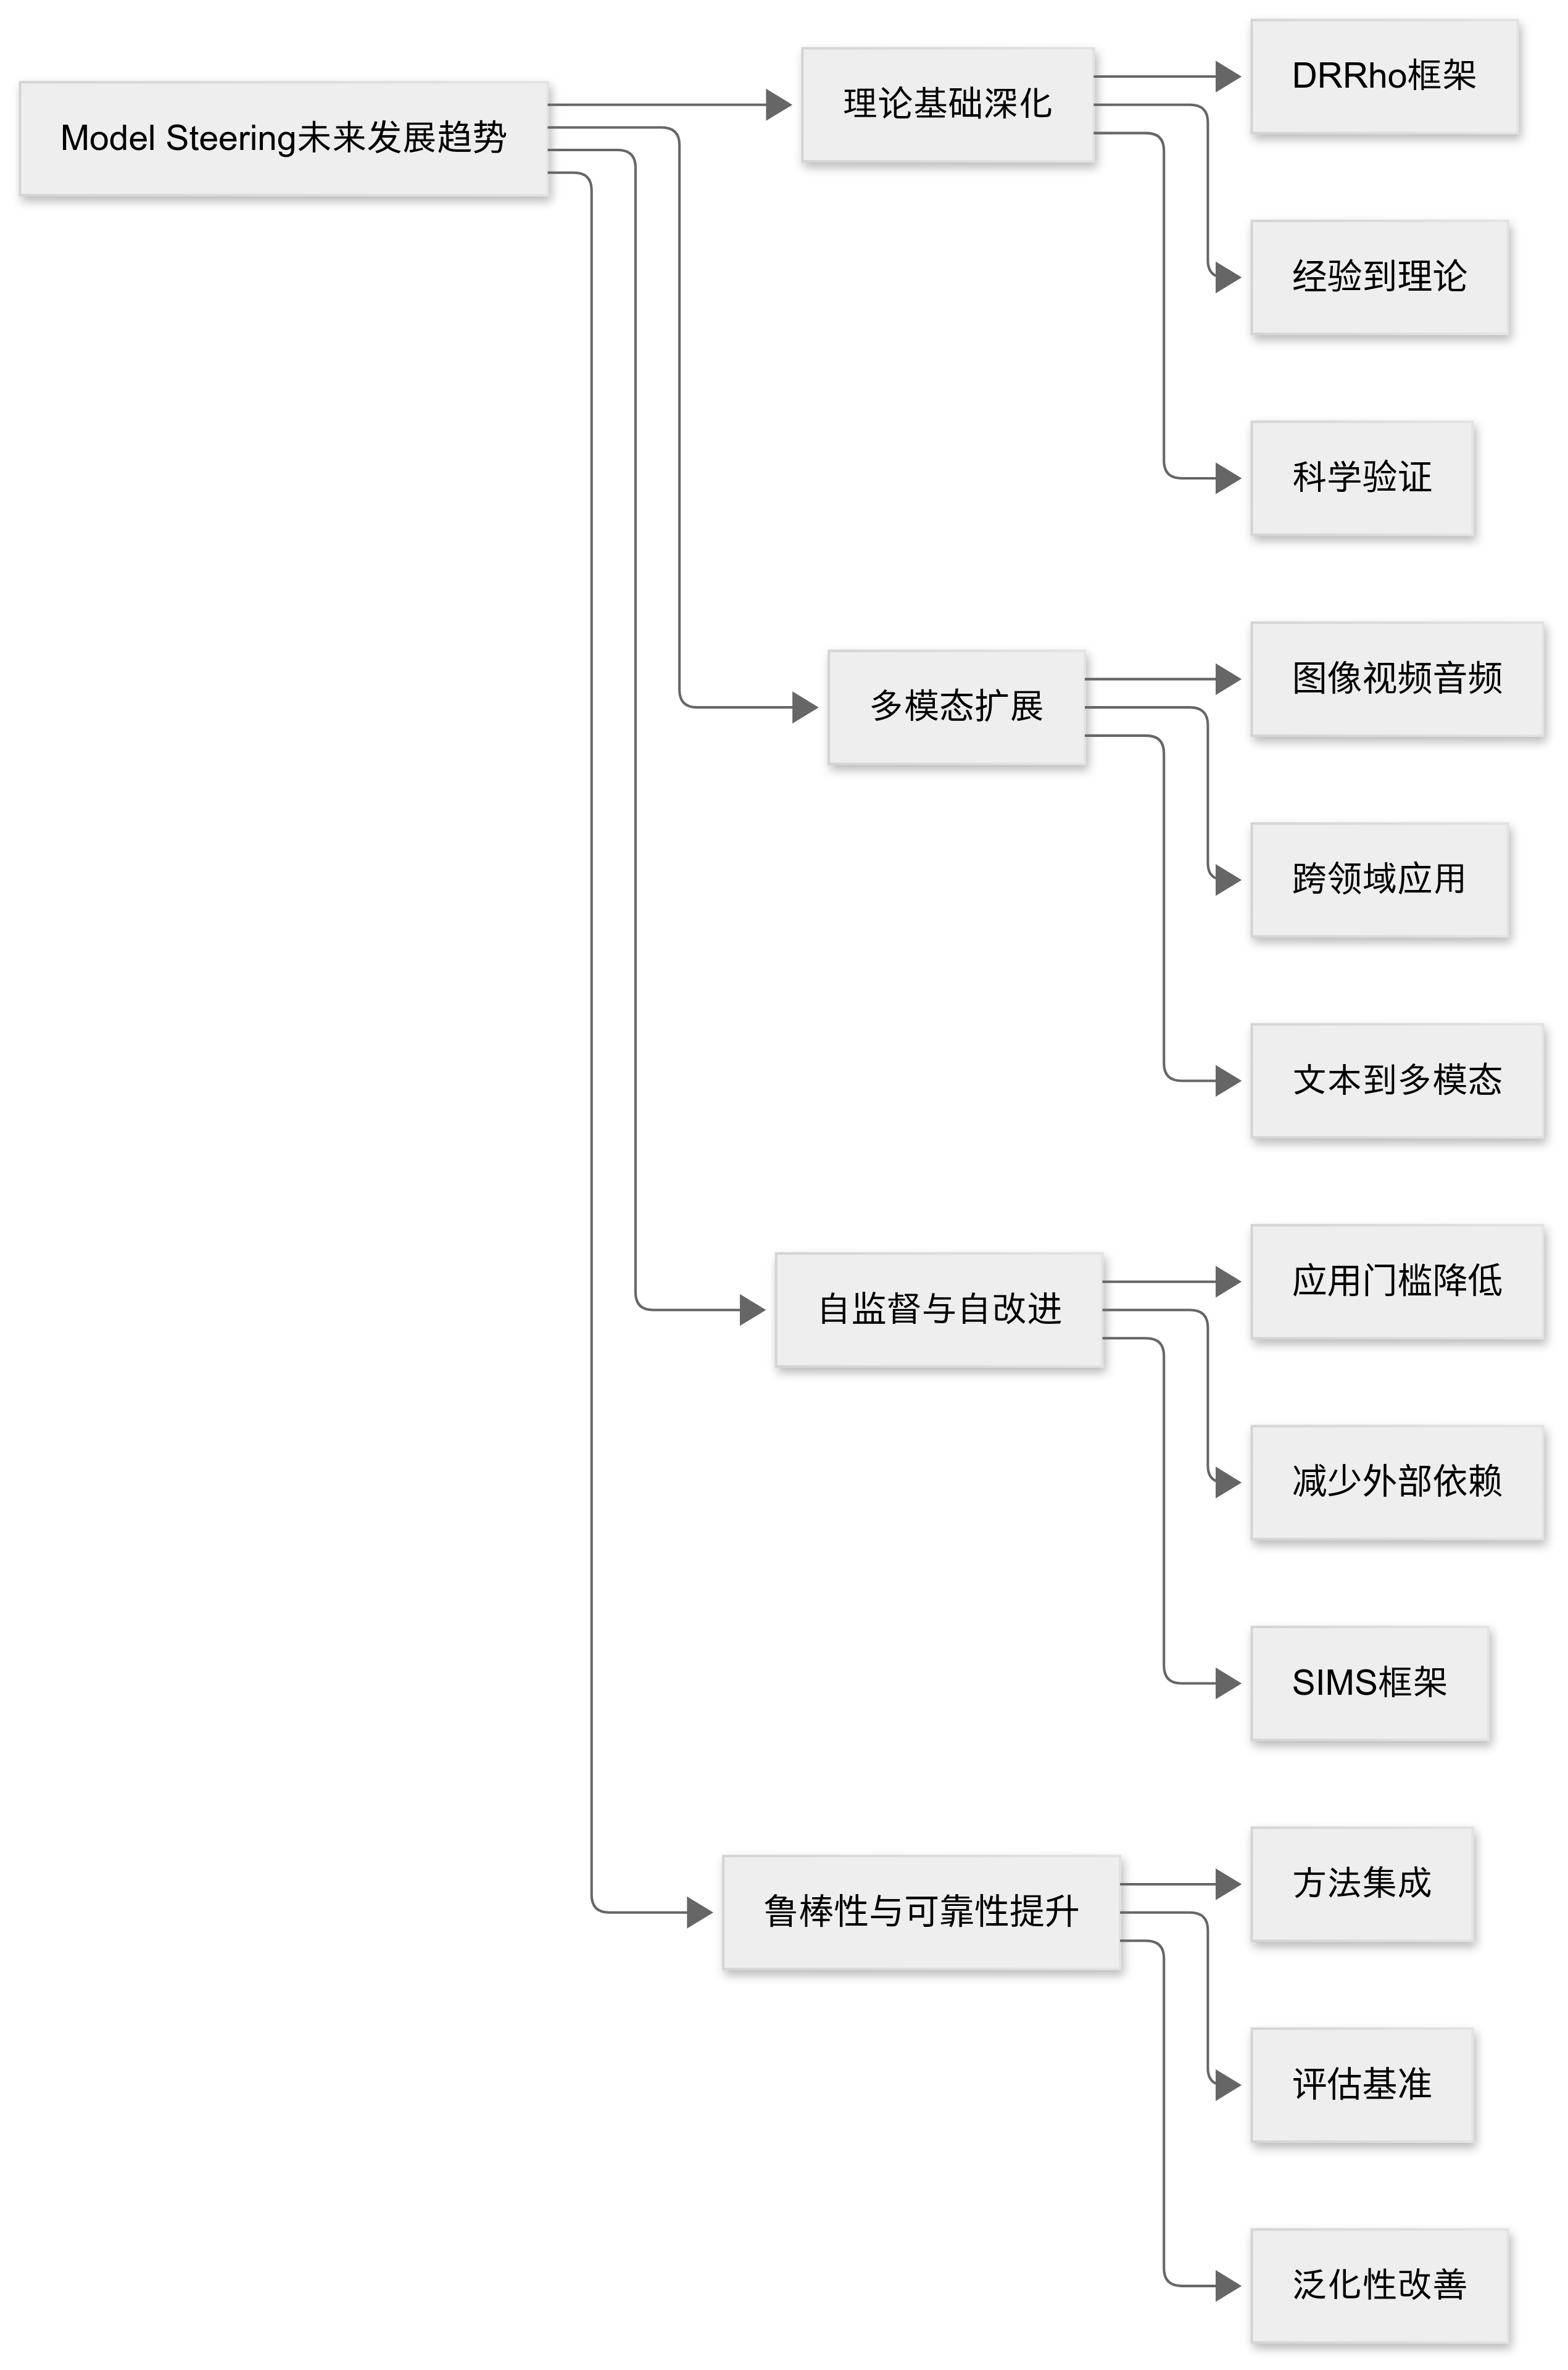 Model Steering未来发展趋势
理论基础深化
DRRho框架
经验到理论
科学验证
多模态扩展
图像视频音频
跨领域应用
文本到多模态
自监督与自改进
应用门槛降低
减少外部依赖
SIMS框架
鲁棒性与可靠性提升
方法集成
评估基准
泛化性改善